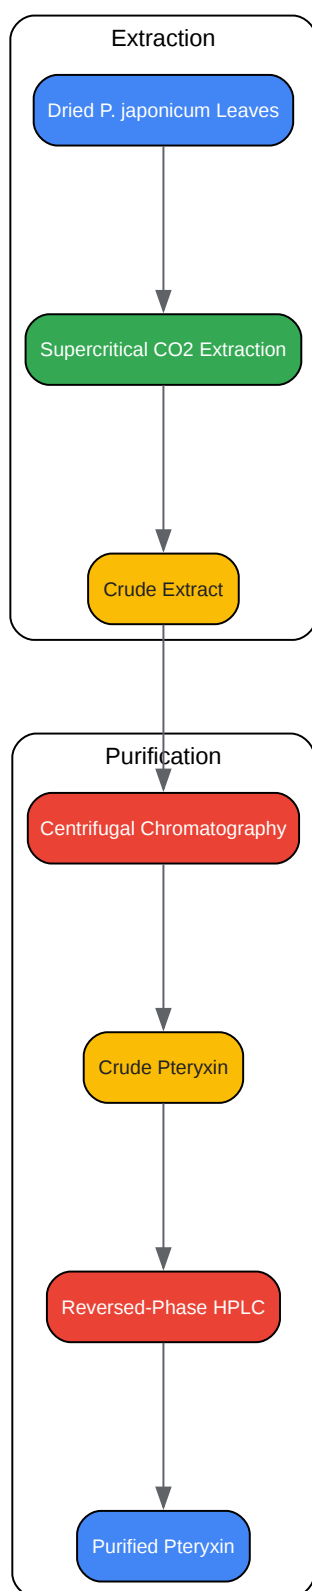 Extraction
Dried P. japonicum Leaves
Supercritical CO2 Extraction
Crude Extract
Purification
Centrifugal Chromatography
Crude Pteryxin
Reversed-Phase HPLC
Purified Pteryxin